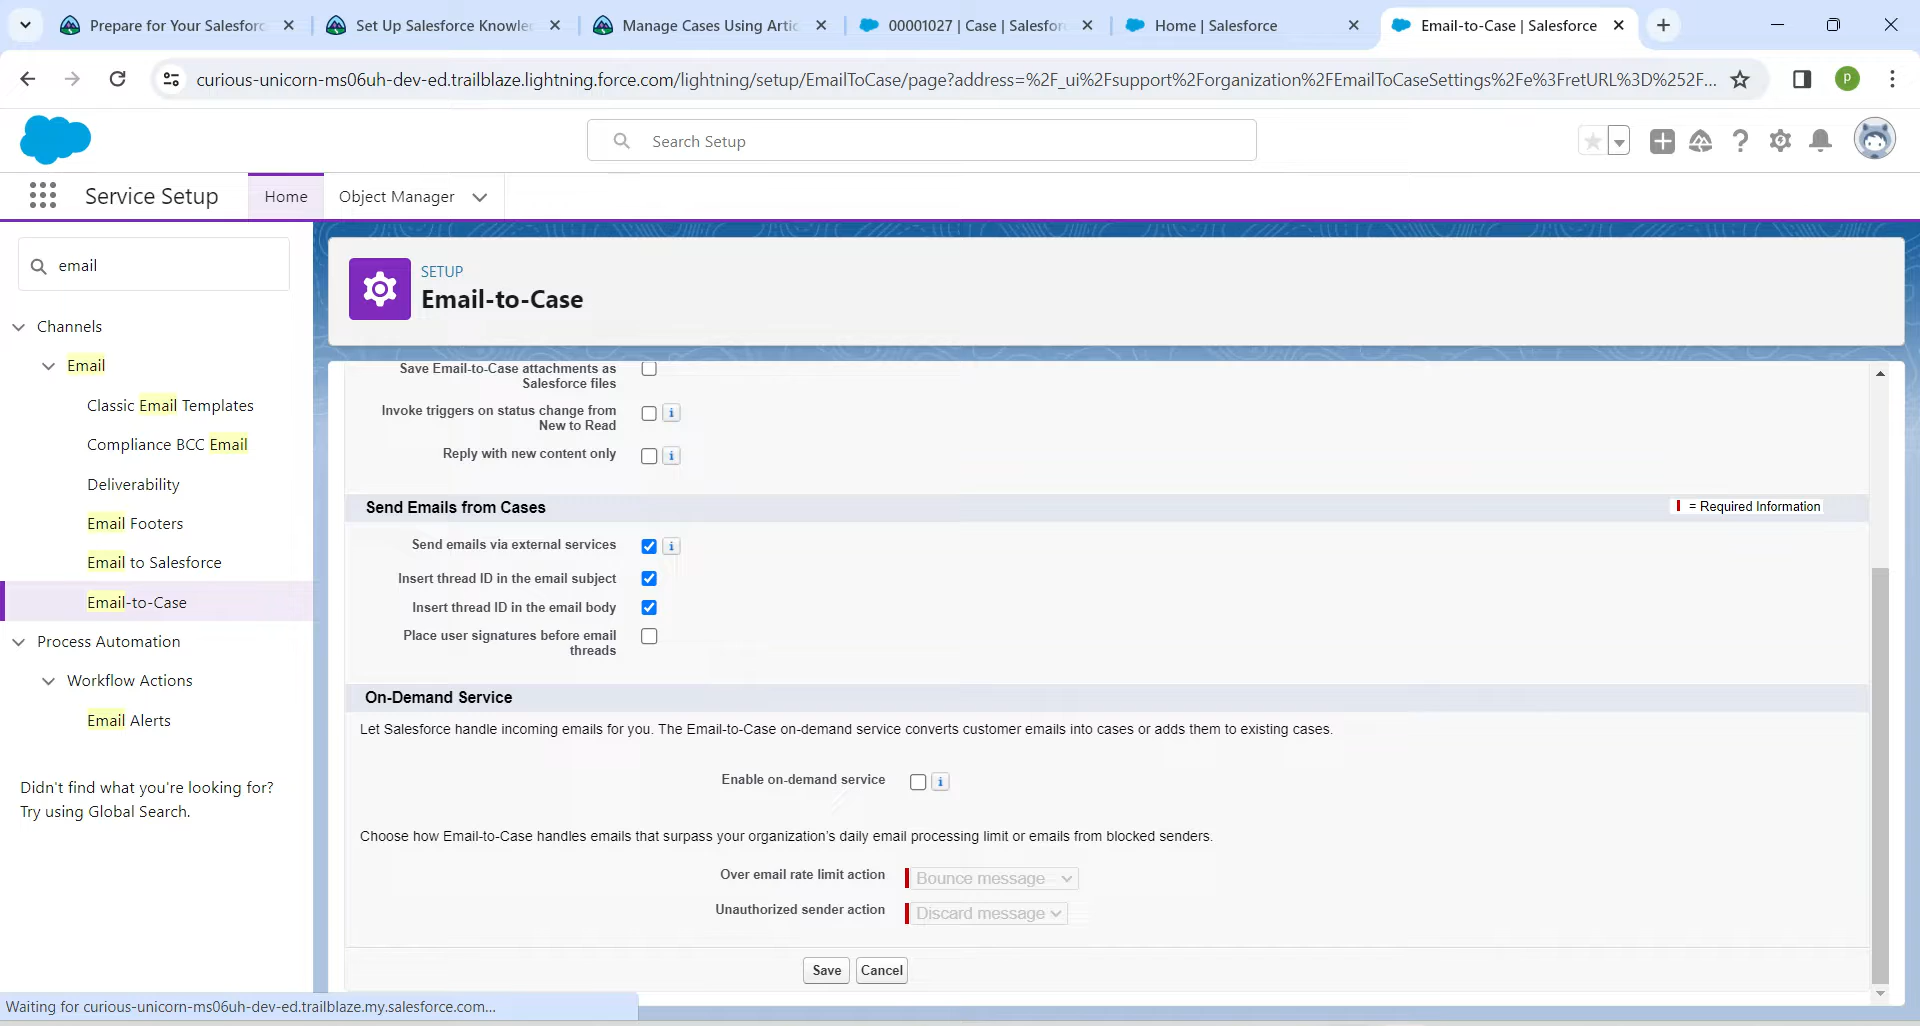 Prepare for Your Salesforc
Set Up Salesforce Knowle
Manage Cases Using Artic
00001027 | Case | Salesfor
Home | Salesforce
Email-to-Case | Salesforce
curious-unicorn-ms06uh-dev-ed.trailblaze.lightning.force.com/lightning/setup/EmailToCase/page?address=%2F_ui%2Fsupport%2Forganization%2FEmailToCaseSettings%2Fe%3FretURL%3D%252F...
P
Search Setup
Service Setup
Home
Object Manager
email
SETUP
Email-to-Case
Channels
Email
Classic Email Templates
Compliance BCC Email
Deliverability
Email Footers
Email to Salesforce
Email-to-Case
Process Automation
Workflow Actions
Email Alerts
Didn't find what you're looking for?
Try using Global Search.
Save Email-to-Case attachments as
Salesforce files
Invoke triggers on status change from
New to Read
Reply with new content only
Send Emails from Cases
= Required Information
Send emails via external services
Insert thread ID in the email subject
Insert thread ID in the email body
Place user signatures before email
threads
On-Demand Service
Let Salesforce handle incoming emails for you. The Email-to-Case on-demand service converts customer emails into cases or adds them to existing cases.
Enable on-demand service
Choose how Email-to-Case handles emails that surpass your organization's daily email processing limit or emails from blocked senders.
Over email rate limit action
Bounce message
Unauthorized sender action
Discard message
Save
Cancel
Waiting for curious-unicorn-ms06uh-dev-ed.trailblaze.my.salesforce.com...